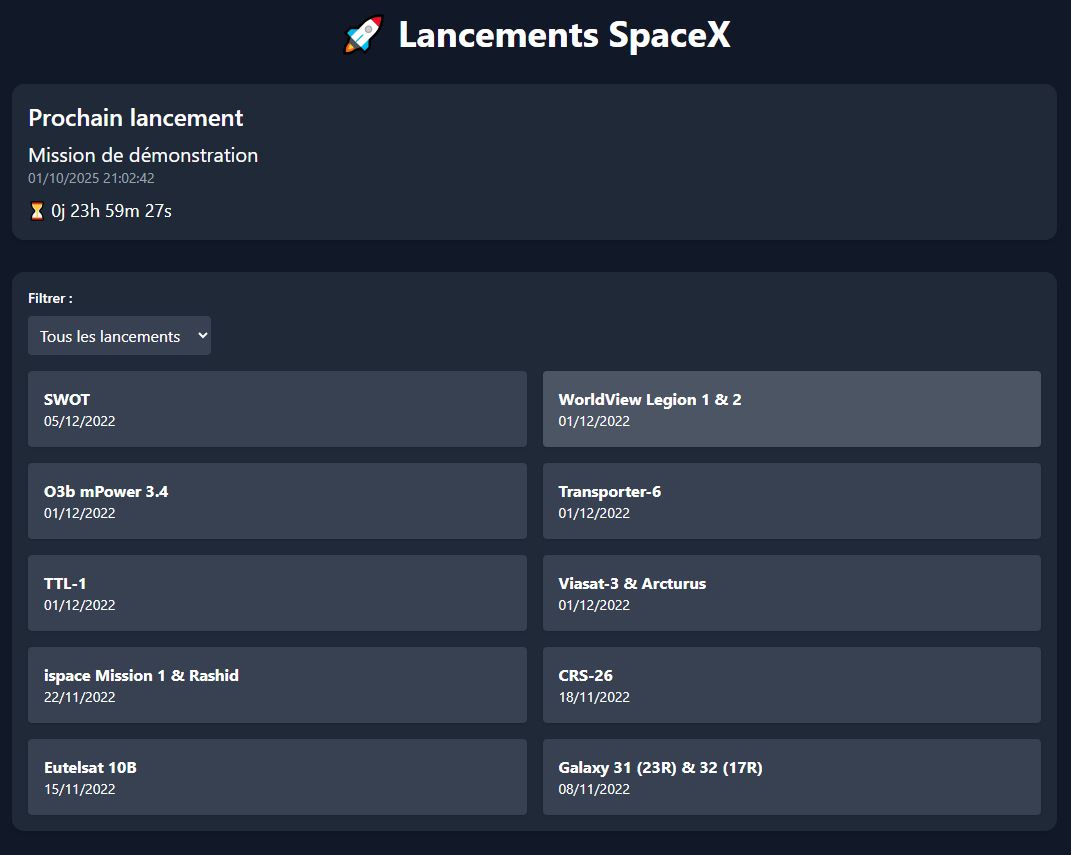 🚀 Lancements SpaceX
Prochain lancement
Mission de démonstration
01/10/2025 21:02:42
⏳ 0j 23h 59m 27s
Filtrer :
Tous les lancements
SWOT
05/12/2022
WorldView Legion 1 & 2
01/12/2022
O3b mPower 3.4
01/12/2022
Transporter-6
01/12/2022
TTL-1
01/12/2022
Viasat-3 & Arcturus
01/12/2022
ispace Mission 1 & Rashid
22/11/2022
CRS-26
18/11/2022
Eutelsat 10B
15/11/2022
Galaxy 31 (23R) & 32 (17R)
08/11/2022